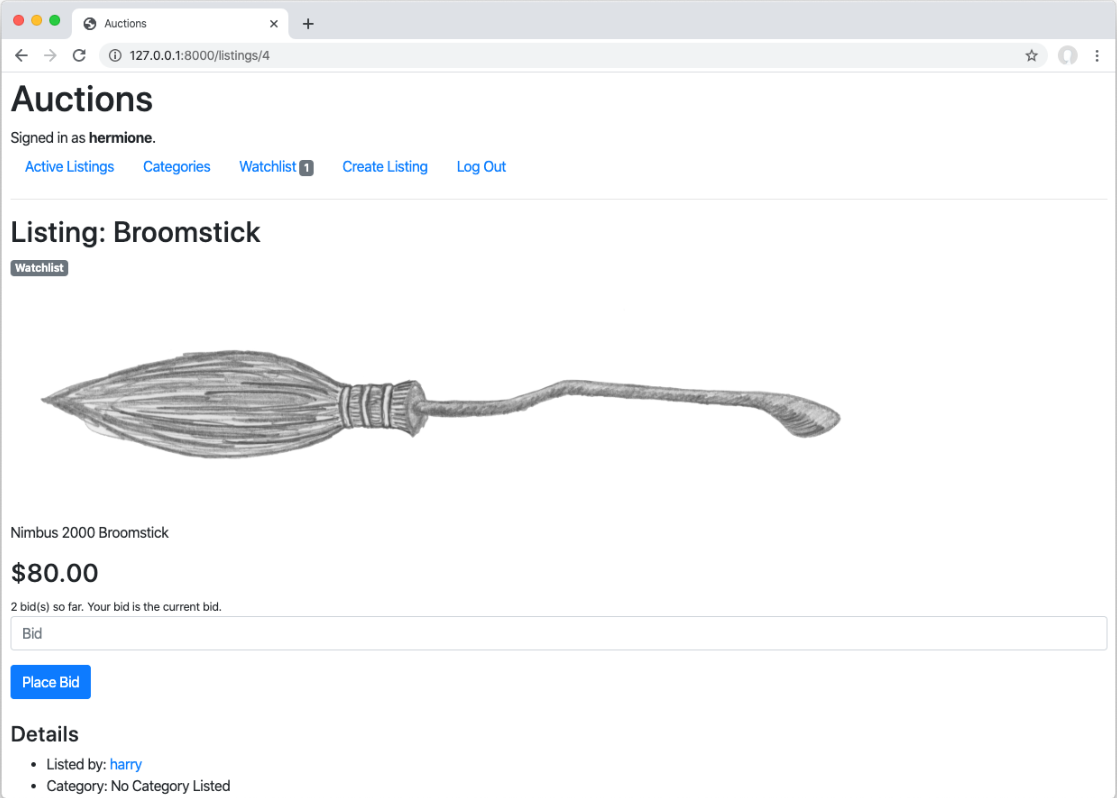 Auctions
127.0.0.1:8000/listings/4
Auctions
Signed in as hermione.
Active Listings Categories Watchlist 1 Create Listing Log Out
Listing: Broomstick
Watchlist
Nimbus 2000 Broomstick
$80.00
2 bid(s) so far. Your bid is the current bid.
Bid
Place Bid
Details
• Listed by: harry
• Category: No Category Listed